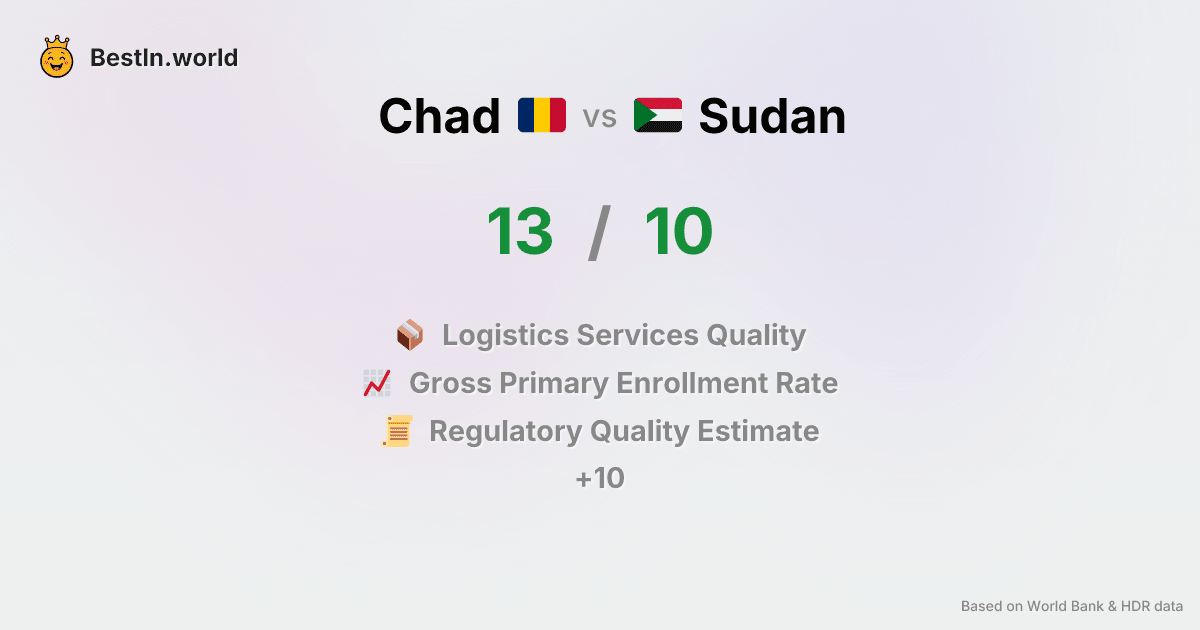 BestIn.world
Chad vs Sudan
13 / 10
Logistics Services Quality
Gross Primary Enrollment Rate
Regulatory Quality Estimate
+10
Based on World Bank & HDR data